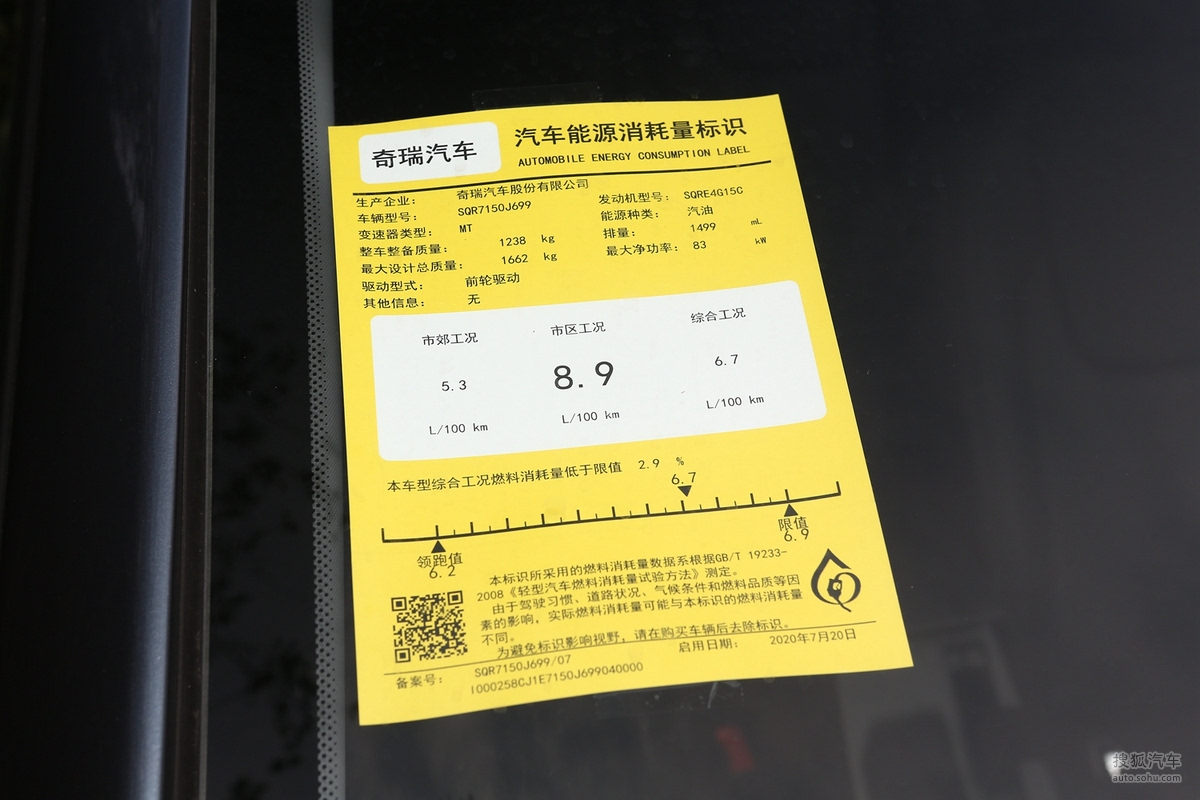 奇瑞汽车
汽车能源消耗量标识
AUTOMOBILE ENERGY CONSUMPTION LABEL
生产企业： 奇瑞汽车股份有限公司
车辆型号： SQR7150J699 发动机型号： SQRE4G15C
变速器类型： MT 能源种类： 汽油
整车整备质量： 1238 kg 排量： 1499 mL
最大设计总质量： 1662 kg 最大净功率： 83 kW
驱动型式： 前轮驱动
其他信息： 无
市郊工况 市区工况 综合工况
5.3 8.9 6.7
L/100 km L/100 km L/100 km
本车型综合工况燃料消耗量低于限值 2.9 %
6.7
领跑值 限值
6.2 6.9
本标识所采用的燃料消耗量数据系根据GB/T 19233-
2008《轻型汽车燃料消耗量试验方法》测定。
由于驾驶习惯、道路状况、气候条件和燃料品质等因
素的影响，实际燃料消耗量可能与本标识的燃料消耗量
不同。
为避免标识影响视野，请在购买车辆后去除标识。
备案号： SQR7150J699/07 启用日期： 2020年7月20日
I000258CJ1E7150J699040000
搜狐汽车
auto.sohu.com